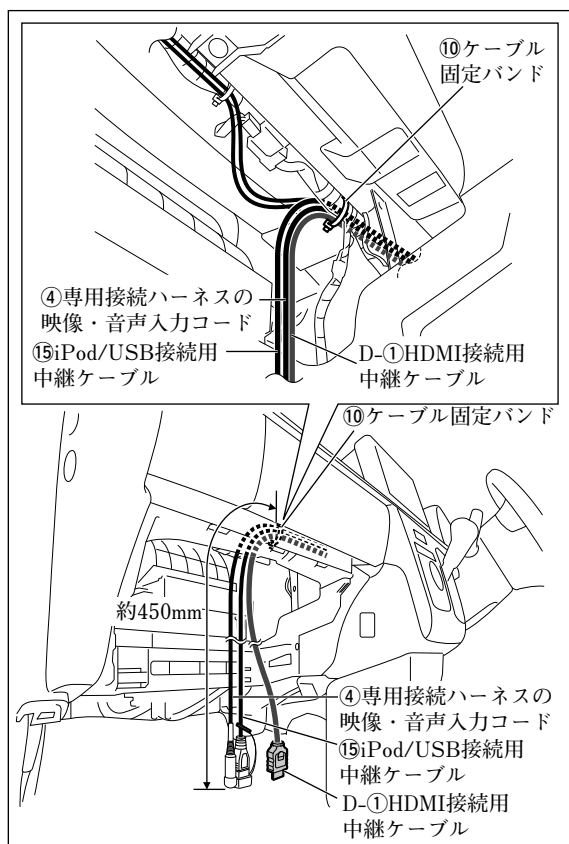 ⑩ケーブル
固定バンド
④専用接続ハーネスの
映像・音声入力コード
⑮iPod/USB接続用
中継ケーブル
D-①HDMI接続用
中継ケーブル
⑩ケーブル固定バンド
約450mm
④専用接続ハーネスの
映像・音声入力コード
⑮iPod/USB接続用
中継ケーブル
D-①HDMI接続用
中継ケーブル